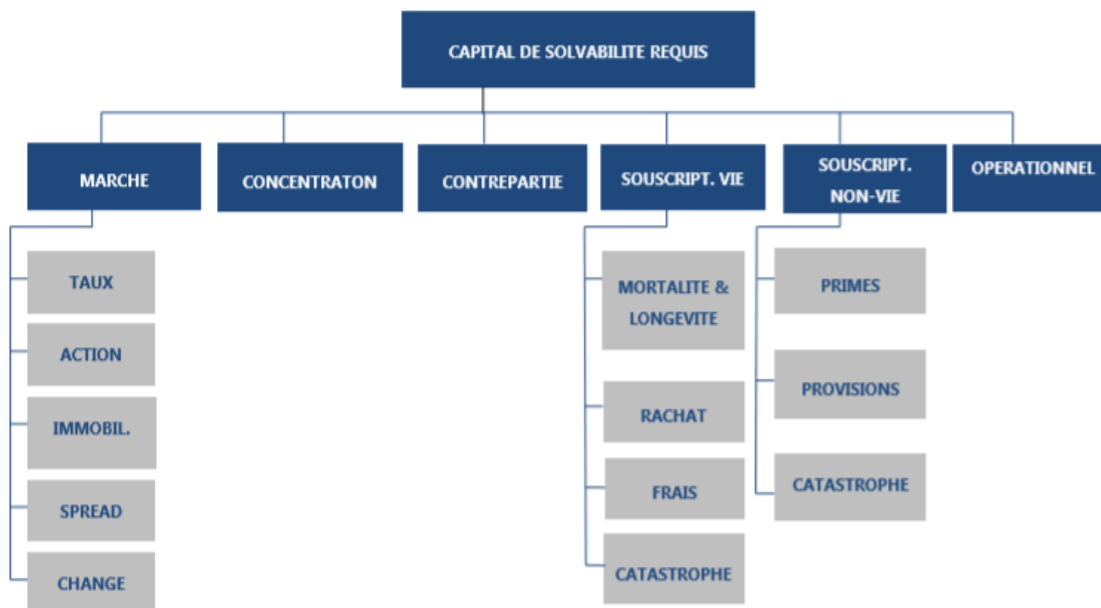 CAPITAL DE SOLVABILITE REQUIS
MARCHE
CONCENTRATON
CONTREPARTIE
SOUSCRIPT. VIE
SOUSCRIPT.
NON-VIE
OPERATIONNEL
TAUX
ACTION
IMMOBIL.
SPREAD
CHANGE
MORTALITE &
LONGEVITE
RACHAT
FRAIS
CATASTROPHE
PRIMES
PROVISIONS
CATASTROPHE